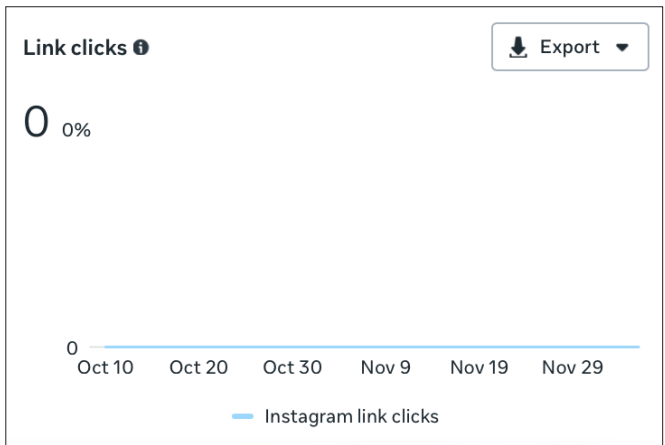 Link clicks
Export
0 0%
0
Oct 10 Oct 20 Oct 30 Nov 9 Nov 19 Nov 29
Instagram link clicks